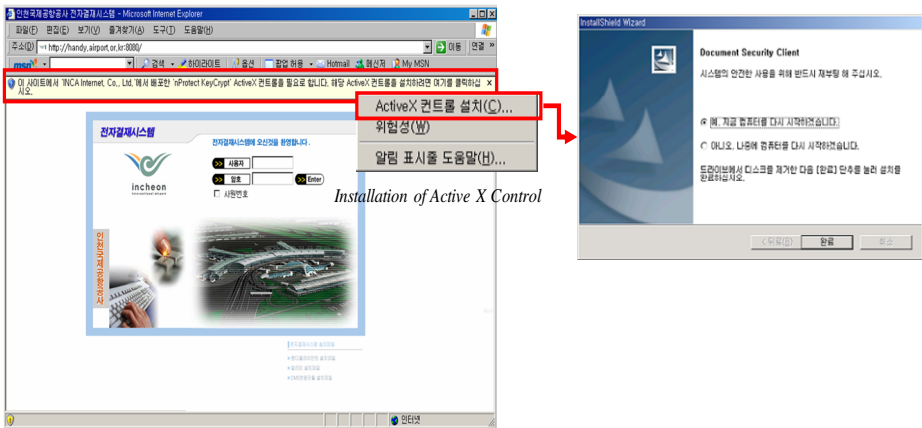 인천국제공항공사 전자결재시스템 - Microsoft Internet Explorer
파일(F) 편집(E) 보기(V) 즐겨찾기(A) 도구(T) 도움말(H)
주소(D) http://handy.airport.or.kr:8080/ 이동 연결 »
msn 검색 하이라이트 옵션 팝업 허용 Hotmail 메신저 My MSN
이 사이트에서 'INCA Internet, Co., Ltd.'에서 배포한 'nProtect KeyCrypt' ActiveX 컨트롤을 필요로 합니다. 해당 ActiveX 컨트롤을 설치하려면 여기를 클릭하십
시오.
ActiveX 컨트롤 설치(C)...
위험성(W)
알림 표시줄 도움말(H)...
Installation of Active X Control
전자결재시스템
전자결재시스템에 오신것을 환영합니다.
사용자
암호
Enter
사원번호
incheon
international airport
인천국제공항공사
전자결재시스템 설치파일
인터넷
InstallShield Wizard
Document Security Client
시스템의 안전한 사용을 위해 반드시 재부팅 해 주십시오.
예, 지금 컴퓨터를 다시 시작하겠습니다.
아니오, 나중에 컴퓨터를 다시 시작하겠습니다.
드라이브에서 디스크를 제거한 다음 [완료] 단추를 눌러 설치를
완료하십시오.
< 뒤로(B) 완료 취소